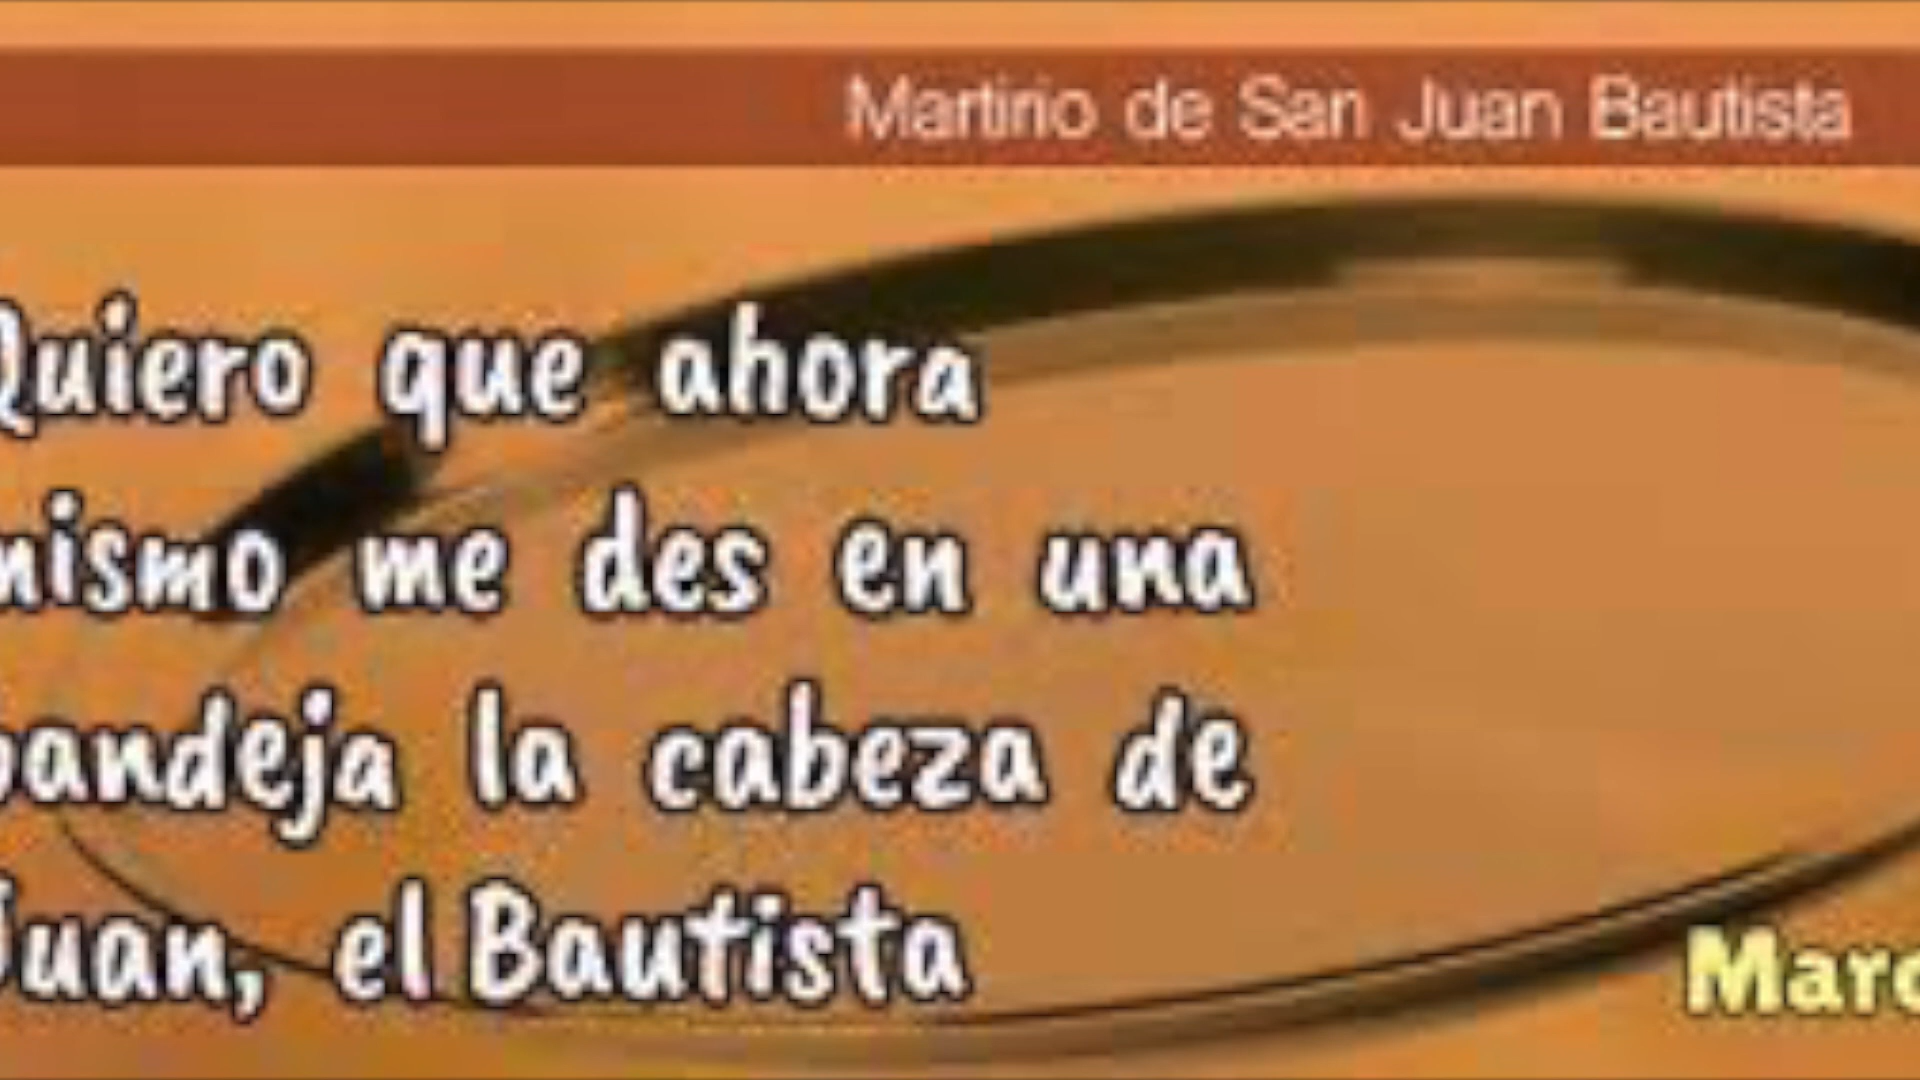 Martirio de San Juan Bautista
Quiero que ahora
mismo me des en una
bandeja la cabeza de
Juan, el Bautista
Marc